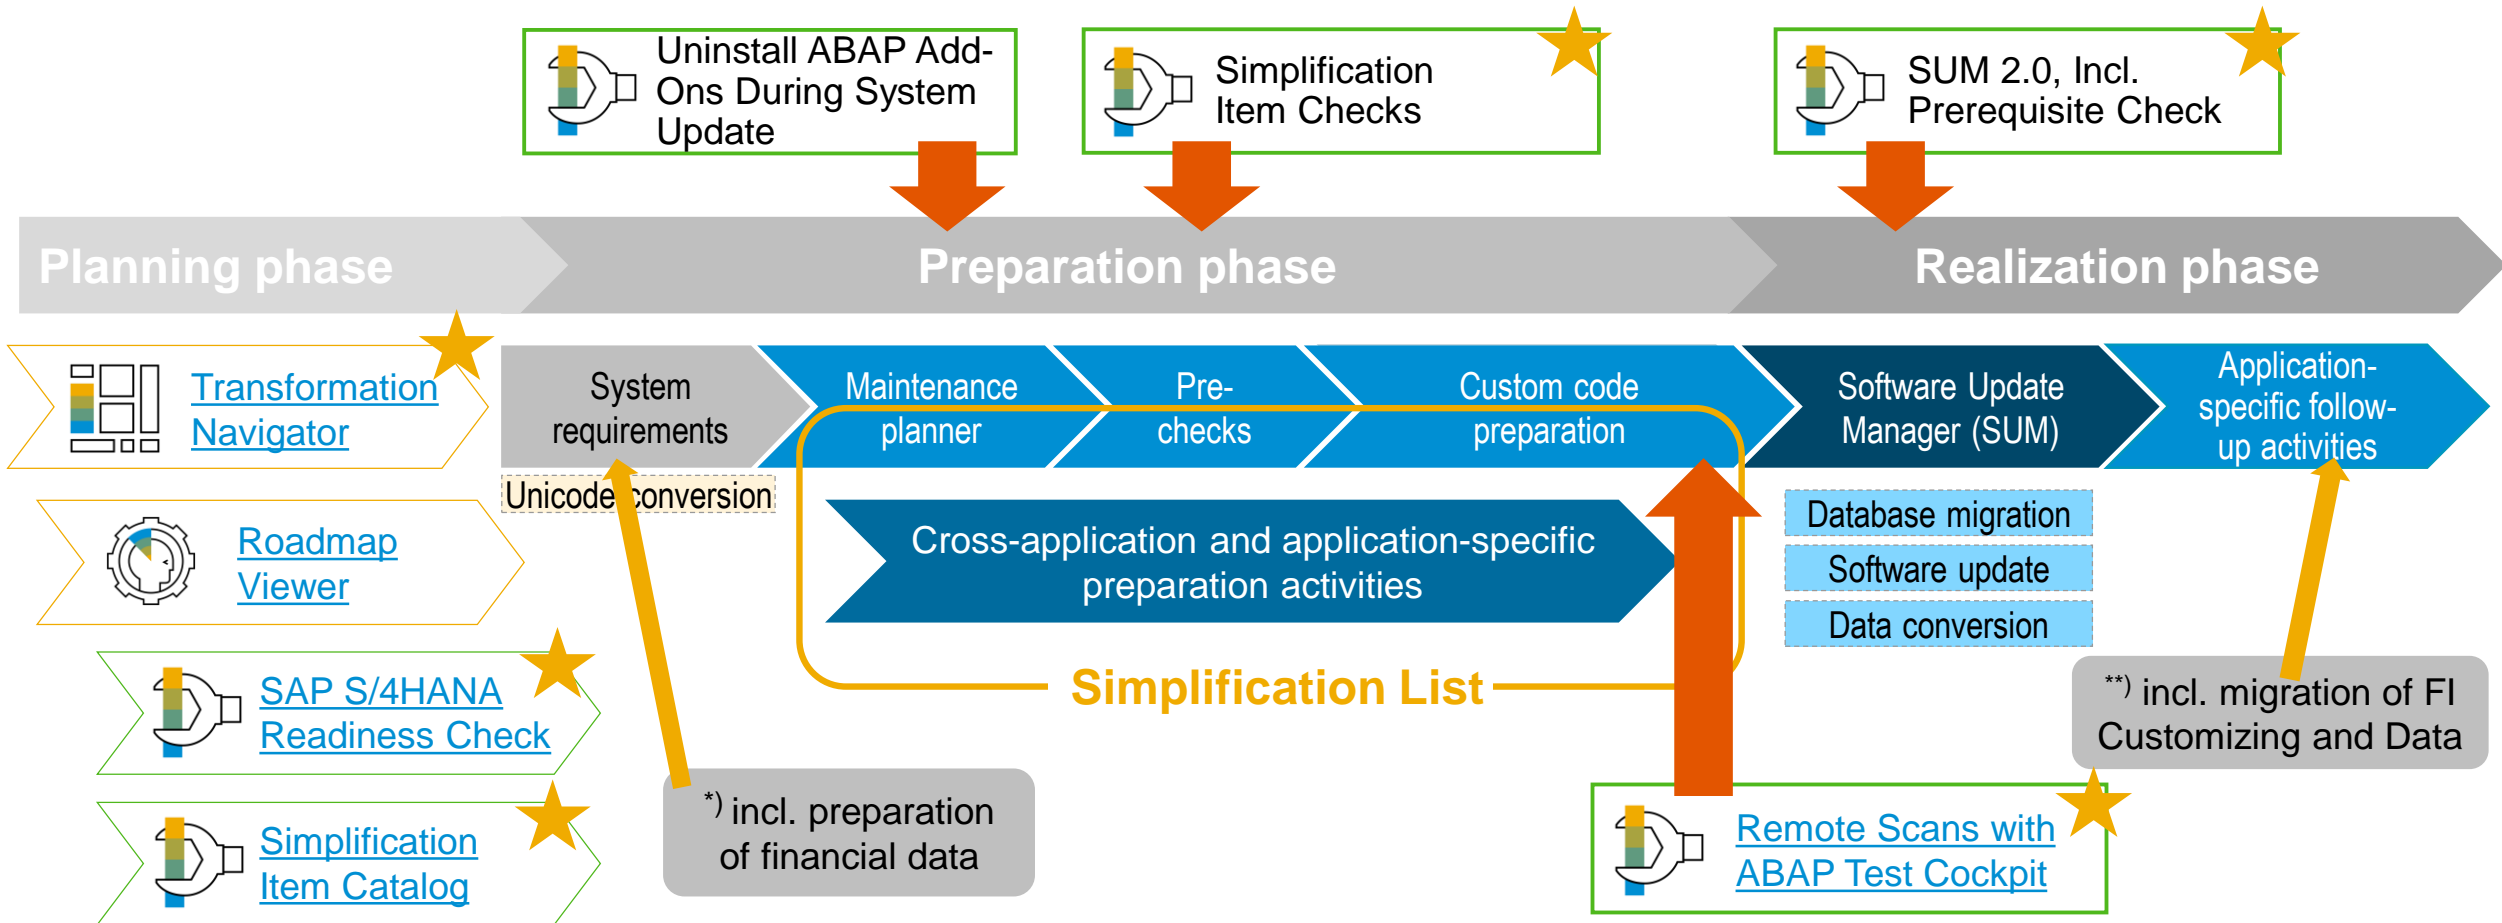 Uninstall ABAP Add-
Ons During System
Update
Simplification
Item Checks
SUM 2.0, Incl.
Prerequisite Check
Planning phase
Preparation phase
Realization phase
Transformation
Navigator
System
requirements
Maintenance
planner
Pre-
checks
Custom code
preparation
Software Update
Manager (SUM)
Application-
specific follow-
up activities
Unicode conversion
Roadmap
Viewer
Cross-application and application-specific
preparation activities
Database migration
Software update
Data conversion
SAP S/4HANA
Readiness Check
Simplification List
**) incl. migration of FI
Customizing and Data
Simplification
Item Catalog
*) incl. preparation
of financial data
Remote Scans with
ABAP Test Cockpit